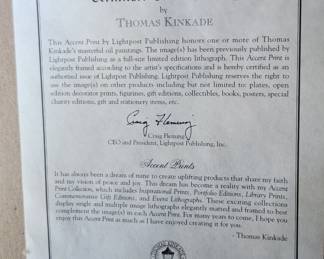 BY
THOMAS KINKADE
This Accent Print by Lightpost Publishing honors one or more of Thomas
Kinkade's masterful oil paintings. The image(s) has been previously published by
Lightpost Publishing as a full-size limited edition lithograph. This Accent Print is
elegantly framed according to the artist's specifications and is hereby certified as an
authorized issue of Lightpost Publishing. Lightpost Publishing reserves the right to
use the image(s) on other products including but not limited to: plates, open
edition decorator prints, figurines, gift editions, collectibles, books, posters, special
charity editions, gift and stationery items, etc.
Craig Fleming
Craig Fleming
CEO and President, Lightpost Publishing, Inc.
Accent Prints
It has always been a dream of mine to create uplifting products that share my faith
and my vision of peace and joy. This dream has become a reality with my Accent
Print Collection, which includes Inspirational Prints, Portfolio Editions, Library Prints,
Commemorative Gift Editions, and Event Lithographs. These exciting collections
display single and multiple image lithographs elegantly matted and framed to best
complement the image(s) in each Accent Print. For many years to come, I hope you
enjoy this Accent Print as much as I have enjoyed creating it for you.
- Thomas Kinkade